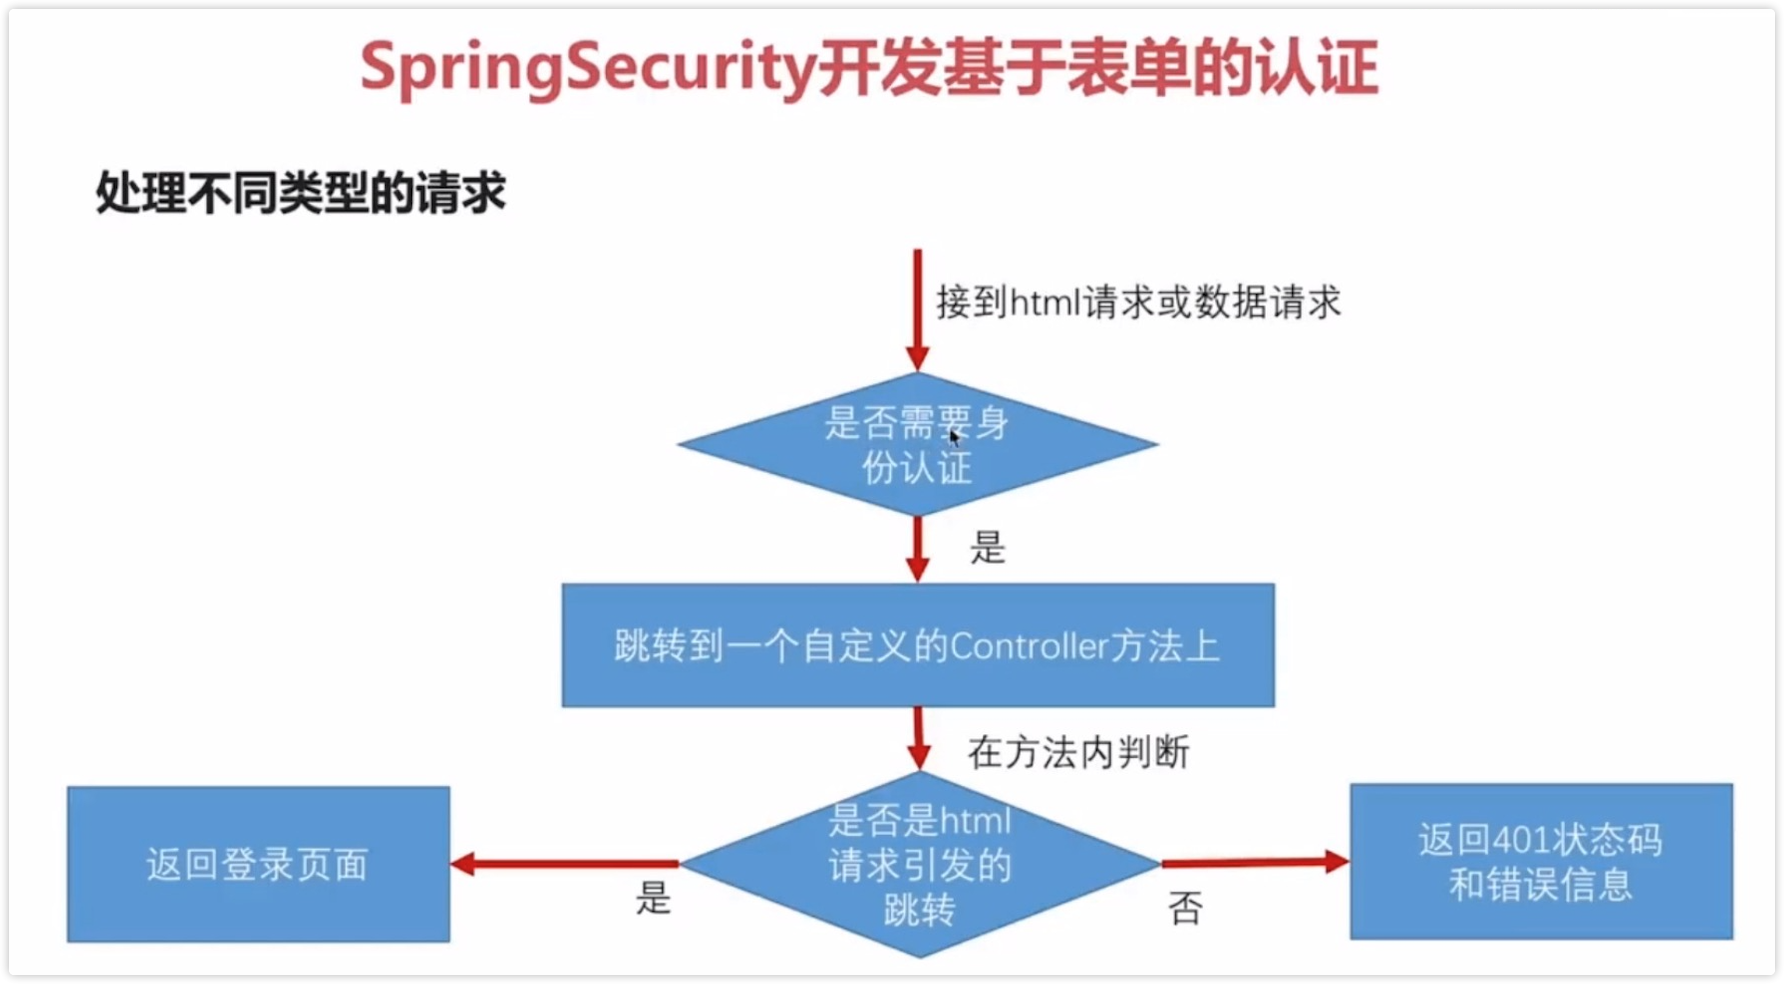 SpringSecurity开发基于表单的认证
处理不同类型的请求
接到html请求或数据请求
是否需要身
份认证
是
跳转到一个自定义的Controller方法上
在方法内判断
是否是html
请求引发的
跳转
是
返回登录页面
否
返回401状态码
和错误信息